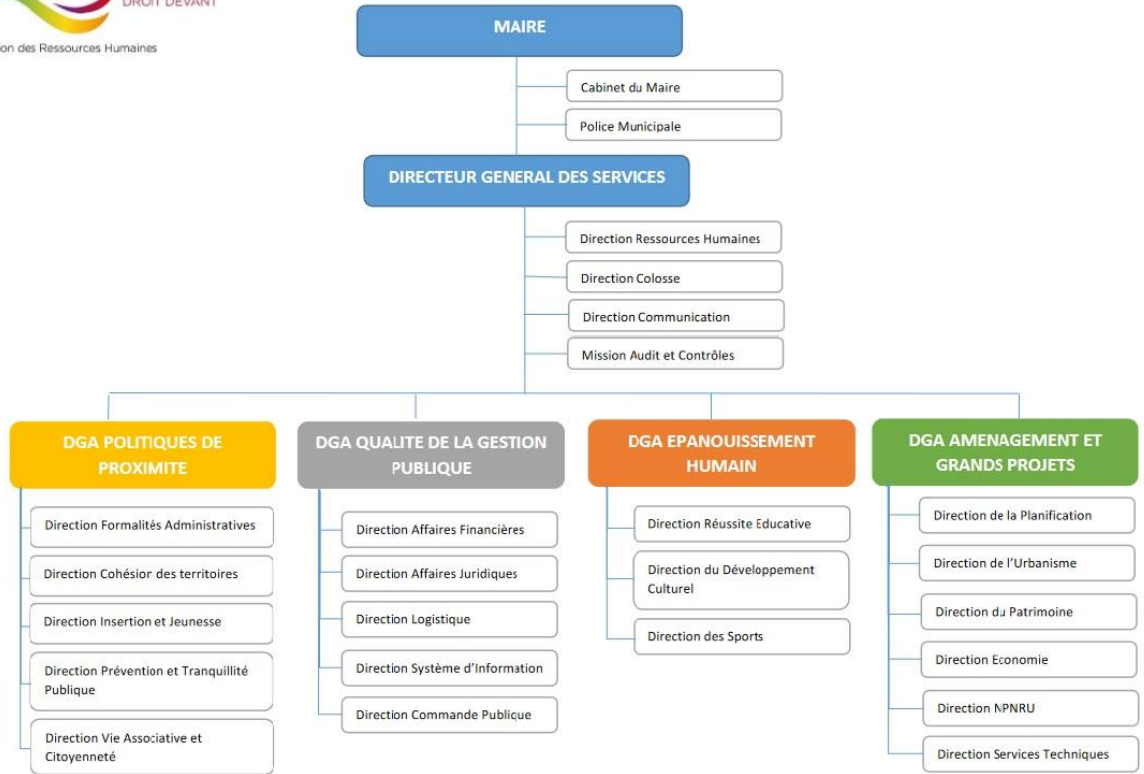 DROIT DEVANT
on des Ressources Humaines
MAIRE
Cabinet du Maire
Police Municipale
DIRECTEUR GENERAL DES SERVICES
Direction Ressources Humaines
Direction Colosse
Direction Communication
Mission Audit et Contrôles
DGA POLITIQUES DE
PROXIMITE
Direction Formalités Administratives
Direction Cohésior des territoires
Direction Insertion et Jeunesse
Direction Prévention et Tranquillité
Publique
Direction Vie Associative et
Citoyenneté
DGA QUALITE DE LA GESTION
PUBLIQUE
Direction Affaires Financières
Direction Affaires Juridiques
Direction Logistique
Direction Système d'Information
Direction Commande Publique
DGA EPANOUISSEMENT
HUMAIN
Direction Réussite Educative
Direction du Développement
Culturel
Direction des Sports
DGA AMENAGEMENT ET
GRANDS PROJETS
Direction de la Planification
Direction de l'Urbanisme
Direction du Patrimoine
Direction Economie
Direction NPNRU
Direction Services Techniques